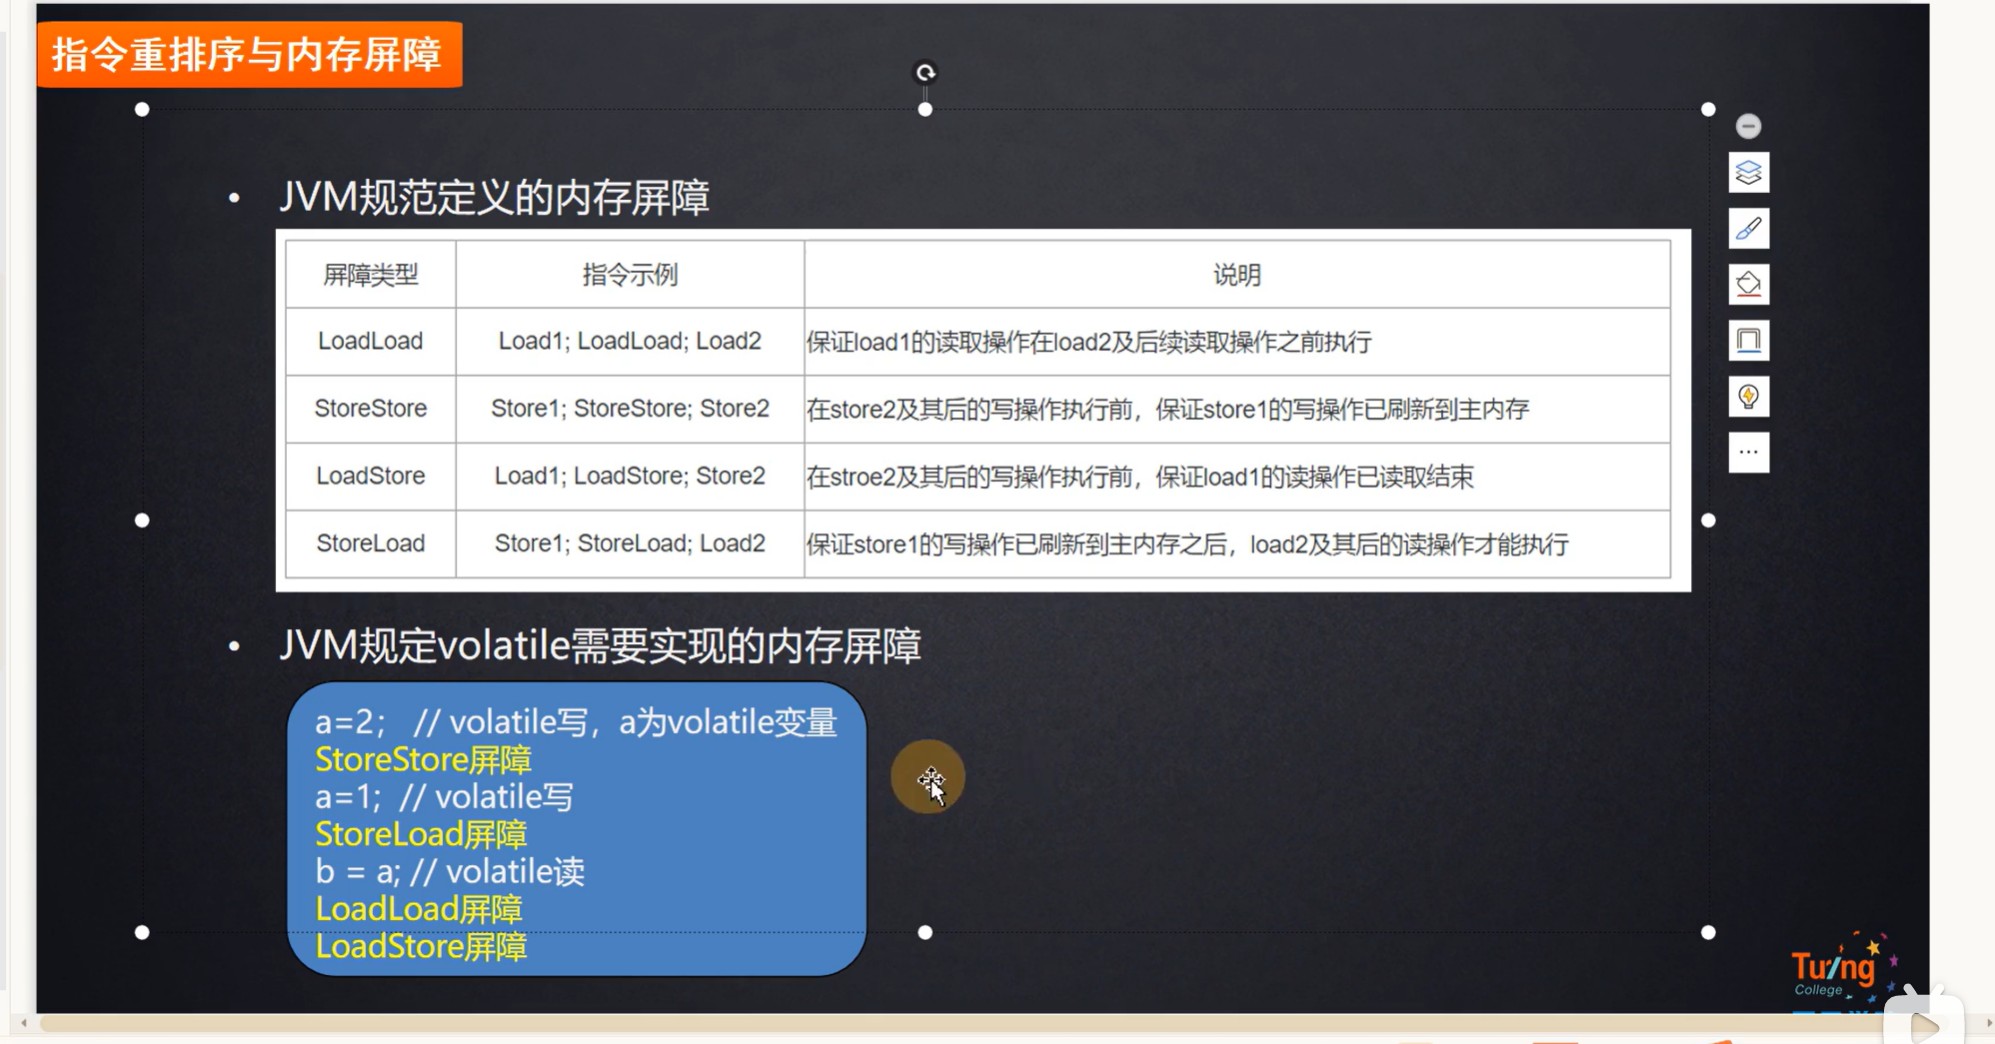 指令重排序与内存屏障
• JVM规范定义的内存屏障
屏障类型 指令示例 说明
LoadLoad Load1; LoadLoad; Load2 保证load1的读取操作在load2及后续读取操作之前执行
StoreStore Store1; StoreStore; Store2 在store2及其后的写操作执行前，保证store1的写操作已刷新到主内存
LoadStore Load1; LoadStore; Store2 在stroe2及其后的写操作执行前，保证load1的读操作已读取结束
StoreLoad Store1; StoreLoad; Load2 保证store1的写操作已刷新到主内存之后，load2及其后的读操作才能执行
• JVM规定volatile需要实现的内存屏障
a=2； // volatile写，a为volatile变量
StoreStore屏障
a=1; // volatile写
StoreLoad屏障
b = a; // volatile读
LoadLoad屏障
LoadStore屏障
Tuling
College